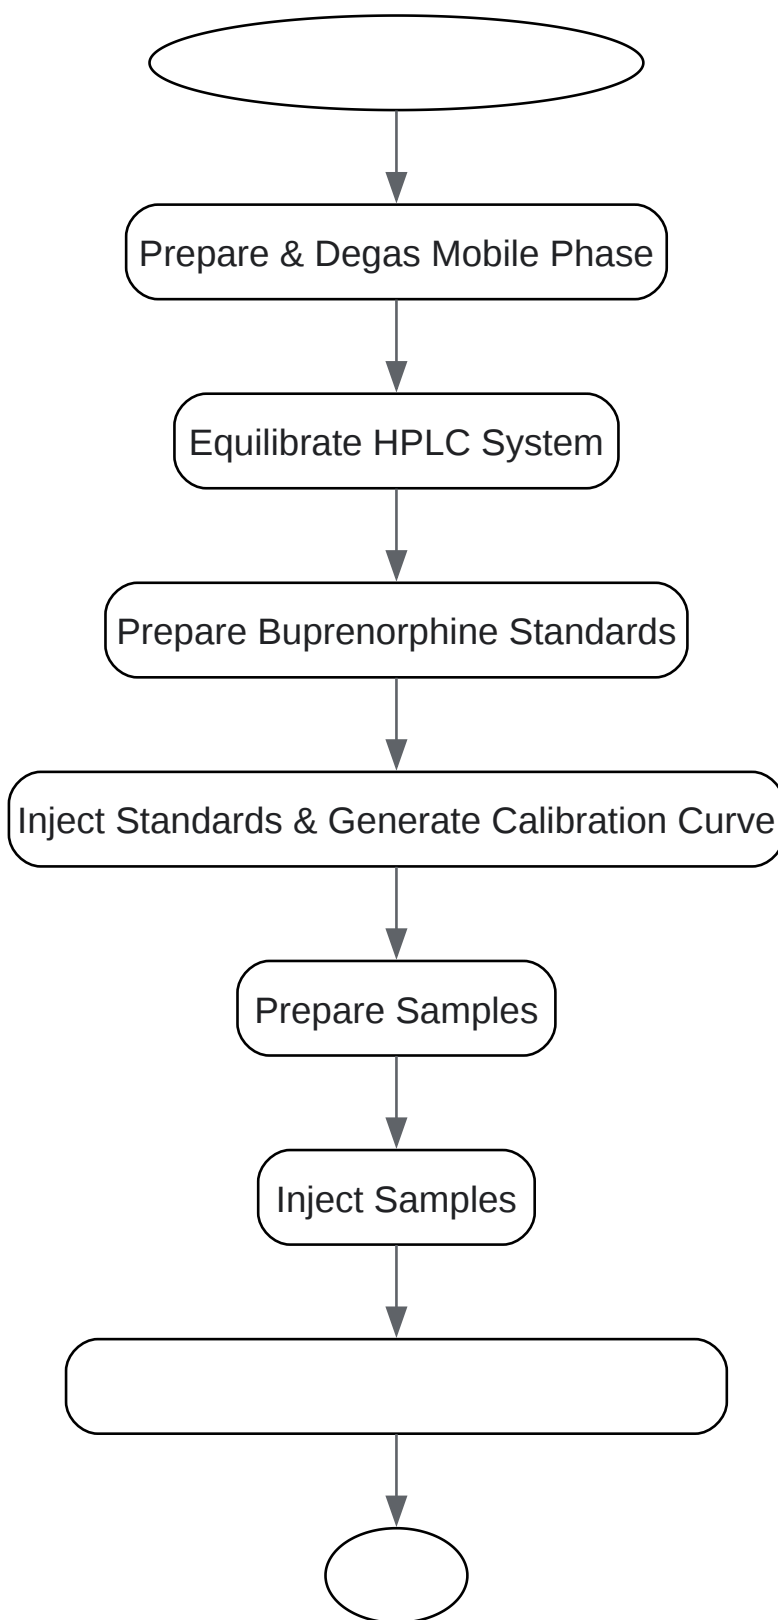 Prepare & Degas Mobile Phase
Equilibrate HPLC System
Prepare Buprenorphine Standards
Inject Standards & Generate Calibration Curve
Prepare Samples
Inject Samples